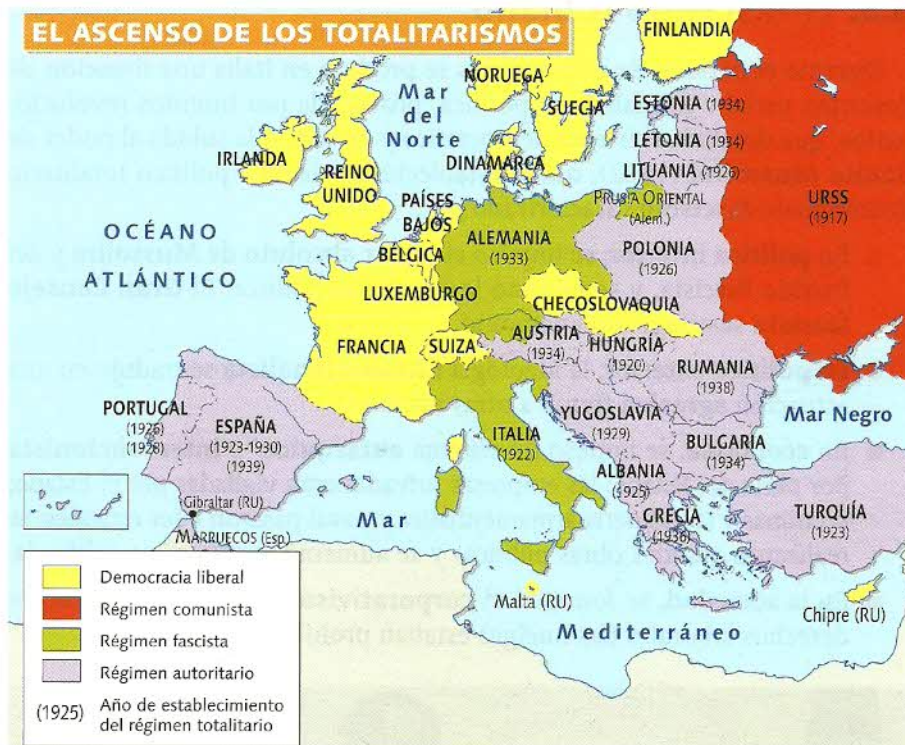 EL ASCENSO DE LOS TOTALITARISMOS
FINLANDIA
NORUEGA
SUECIA
Mar
del
Norte
ESTONIA (1934)
LETONIA (1934)
LITUANIA (1926)
IRLANDA
REINO
UNIDO
DINAMARCA
PRUSIA ORIENTAL
(Alem.)
URSS
(1917)
PAÍSES
BAJOS
OCÉANO
ATLÁNTICO
ALEMANIA
(1933)
POLONIA
(1926)
BÉLGICA
LUXEMBURGO
CHECOSLOVAQUIA
FRANCIA
SUIZA
AUSTRIA
(1934)
HUNGRÍA
(1920)
RUMANIA
(1938)
Mar Negro
PORTUGAL
(1926)
(1928)
ESPAÑA
(1923-1930)
(1939)
ITALIA
(1922)
YUGOSLAVIA
(1929)
BULGARIA
(1934)
ALBANIA
(1925)
GRECIA
(1936)
TURQUÍA
(1923)
Gibraltar (RU)
MARRUECOS (Esp.)
Mar
Mediterráneo
Malta (RU)
Chipre (RU)
Democracia liberal
Régimen comunista
Régimen fascista
Régimen autoritario
(1925) Año de establecimiento
del régimen totalitario